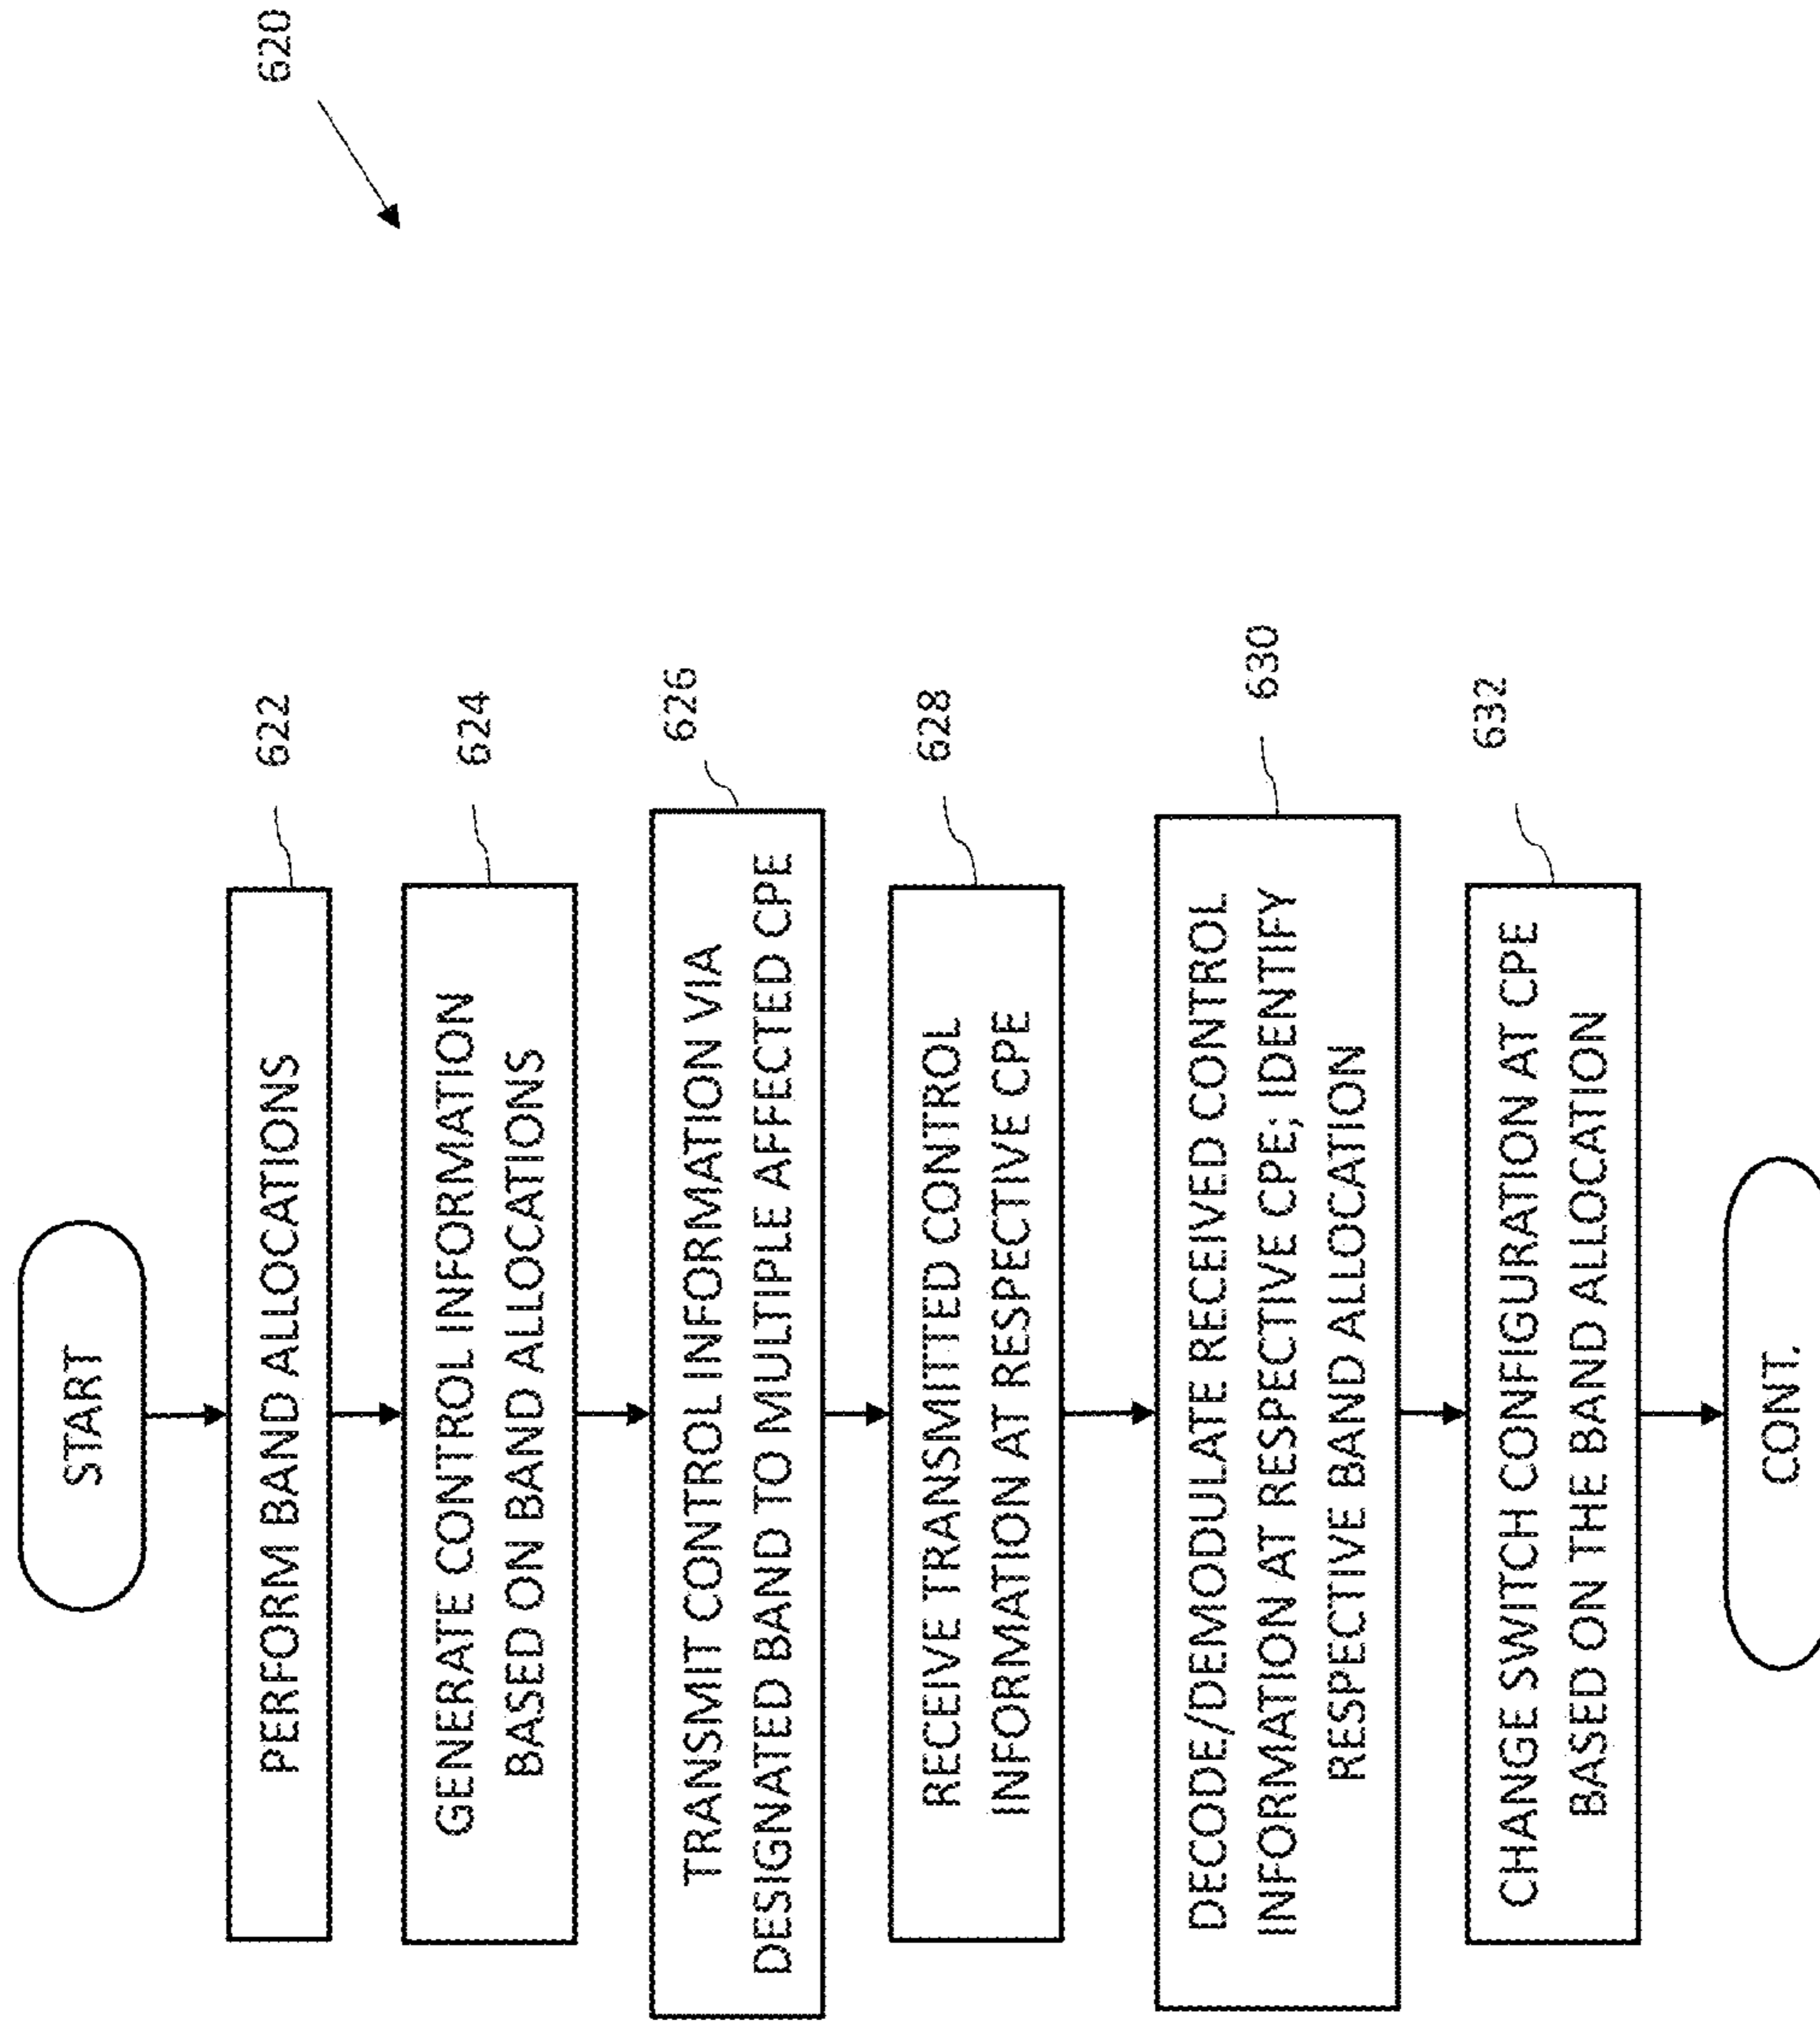 620
START
PERFORM BAND ALLOCATIONS
622
GENERATE CONTROL INFORMATION
BASED ON BAND ALLOCATIONS
624
TRANSMIT CONTROL INFORMATION VIA
DESIGNATED BAND TO MULTIPLE AFFECTED CPE
626
RECEIVE TRANSMITTED CONTROL
INFORMATION AT RESPECTIVE CPE
628
DECODE/DEMODULATE RECEIVED CONTROL
INFORMATION AT RESPECTIVE CPE; IDENTIFY
RESPECTIVE BAND ALLOCATION
630
CHANGE SWITCH CONFIGURATION AT CPE
BASED ON THE BAND ALLOCATION
632
CONT.